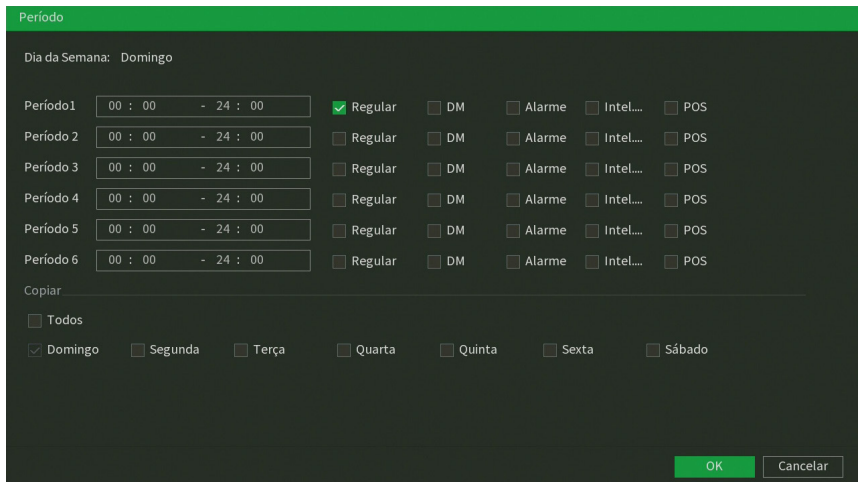 Período
Dia da Semana: Domingo
Período1 00 : 00 - 24 : 00 Regular DM Alarme Intel.... POS
Período 2 00 : 00 - 24 : 00 Regular DM Alarme Intel.... POS
Período 3 00 : 00 - 24 : 00 Regular DM Alarme Intel.... POS
Período 4 00 : 00 - 24 : 00 Regular DM Alarme Intel.... POS
Período 5 00 : 00 - 24 : 00 Regular DM Alarme Intel.... POS
Período 6 00 : 00 - 24 : 00 Regular DM Alarme Intel.... POS
Copiar
Todos
Domingo Segunda Terça Quarta Quinta Sexta Sábado
OK Cancelar